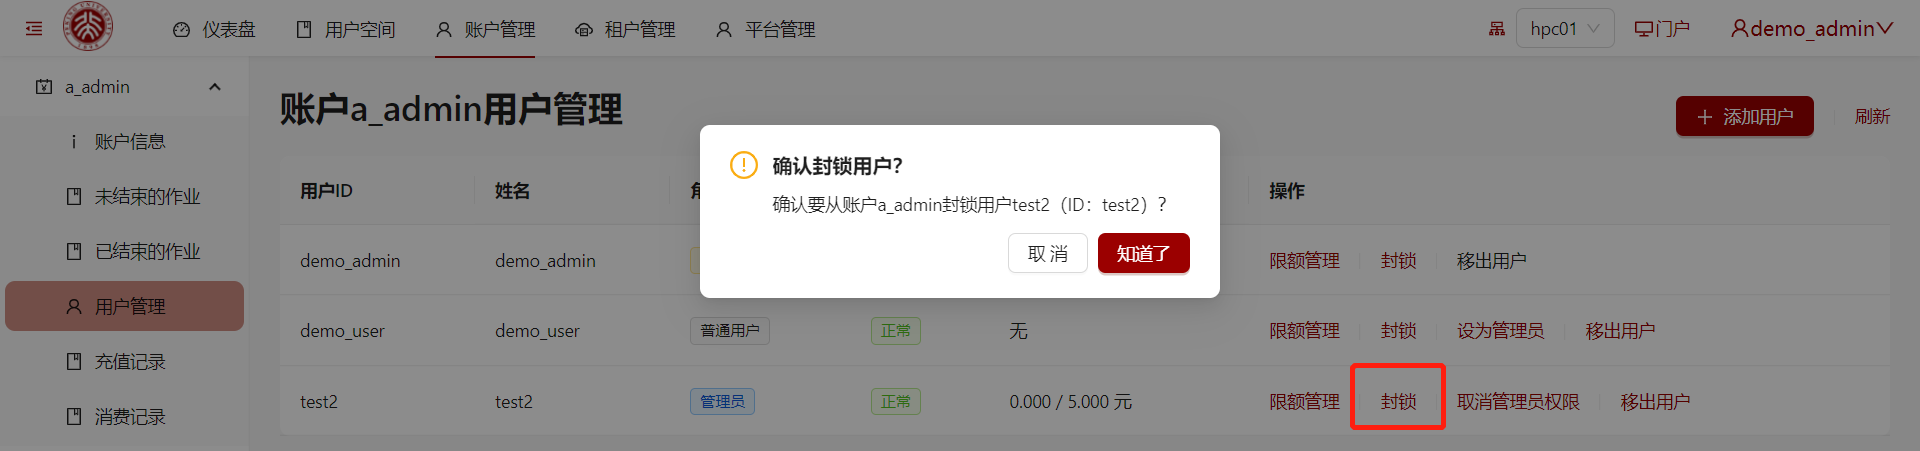 仪表盘 用户空间 账户管理 租户管理 平台管理 hpc01 门户 demo_admin
a_admin
账户信息
未结束的作业
已结束的作业
用户管理
充值记录
消费记录
账户a_admin用户管理
添加用户 刷新
用户ID 姓名 操作
demo_admin demo_admin 限额管理 封锁 移出用户
demo_user demo_user 普通用户 正常 无 限额管理 封锁 设为管理员 移出用户
test2 test2 管理员 正常 0.000 / 5.000 元 限额管理 封锁 取消管理员权限 移出用户
确认封锁用户？
确认要从账户a_admin封锁用户test2（ID：test2）？
取 消 知道了